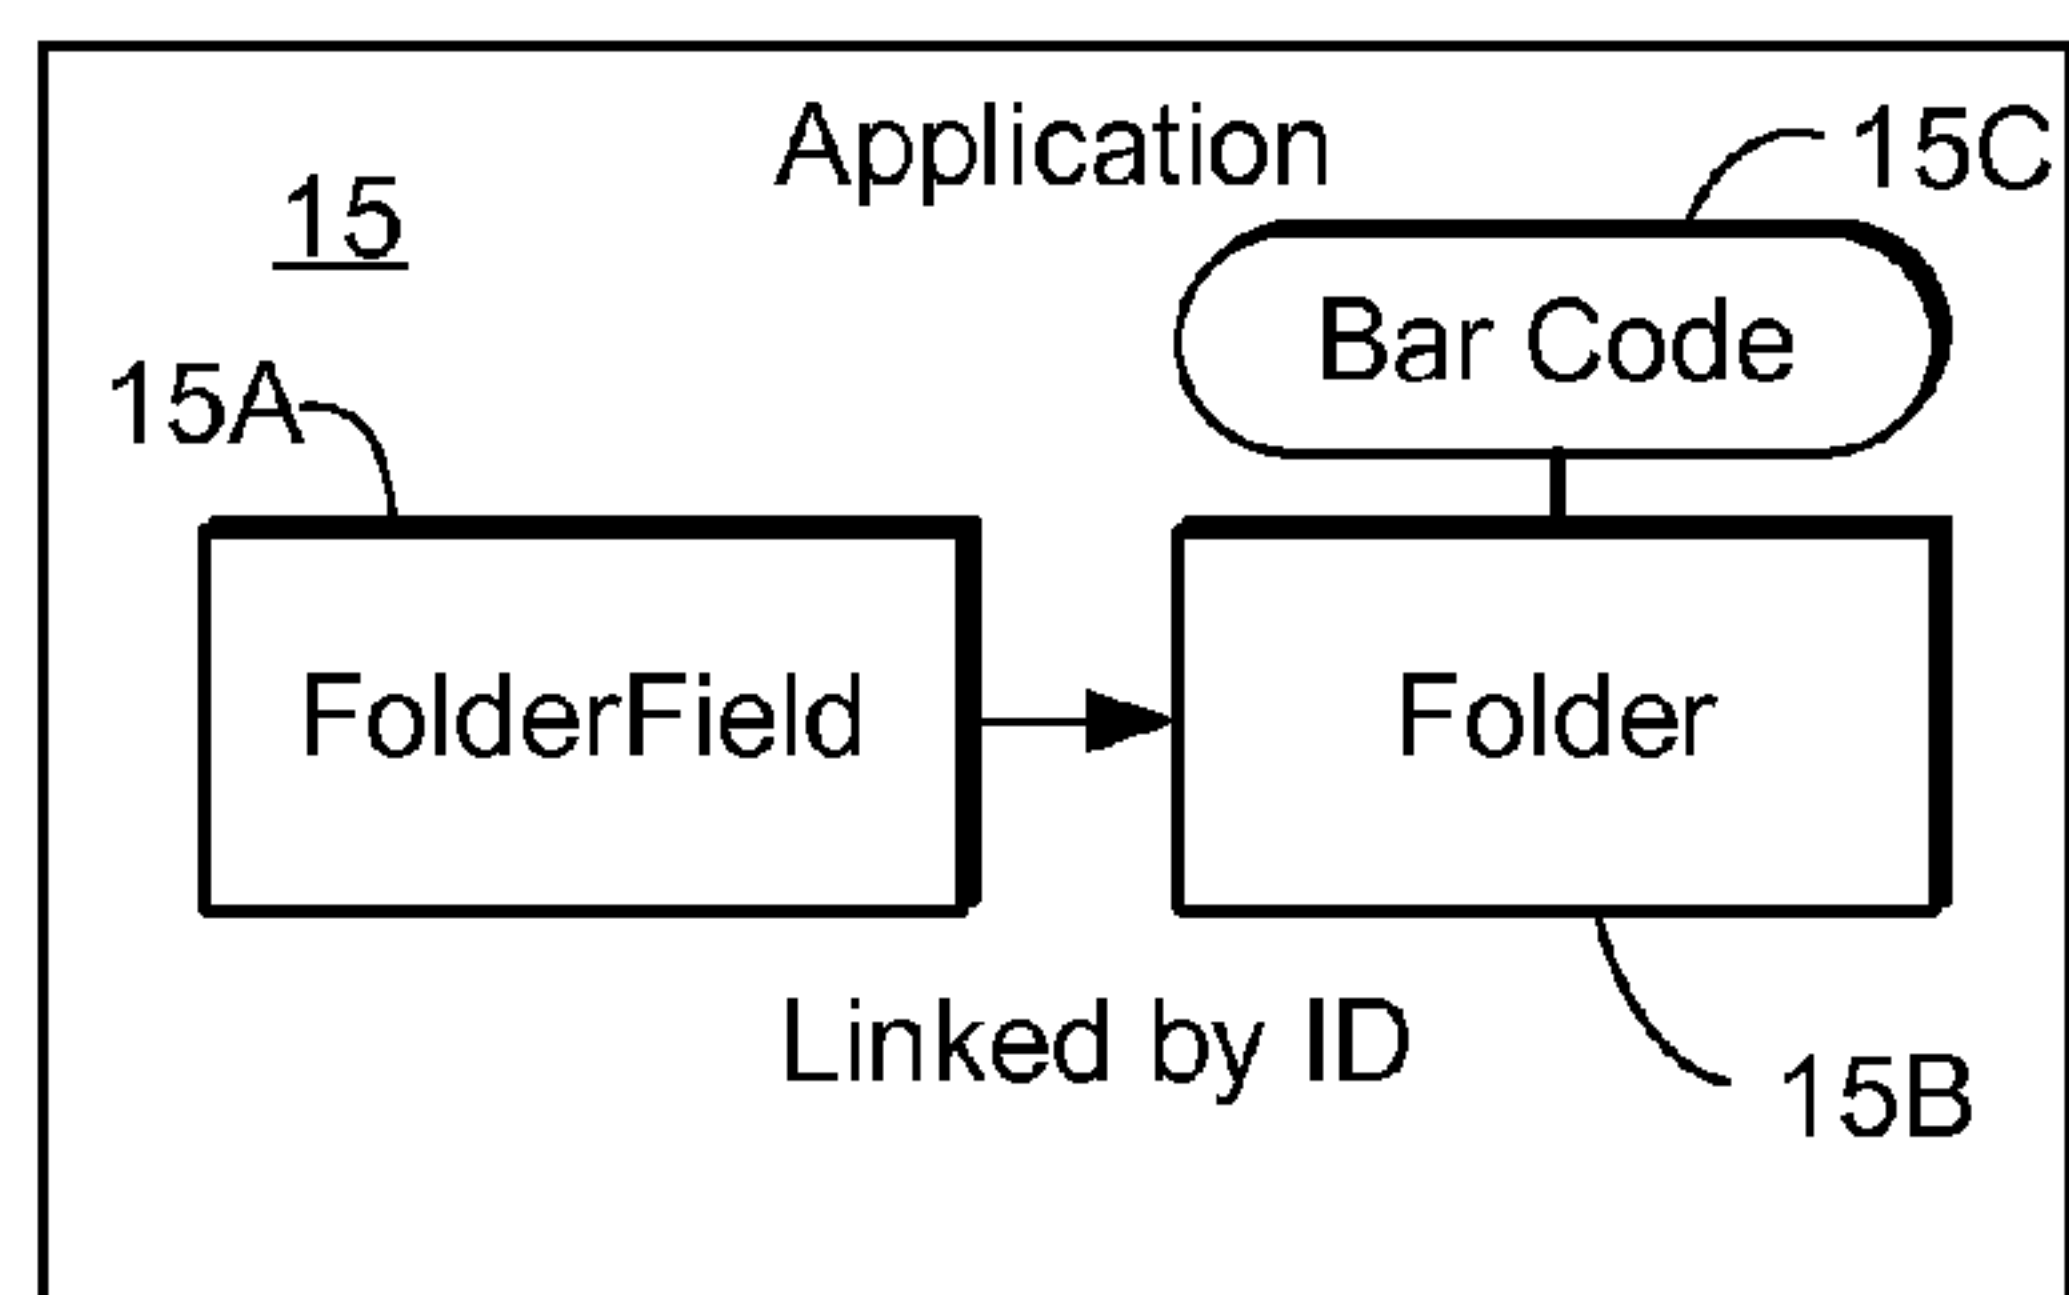 Application
15
15C
Bar Code
15A
FolderField
Folder
Linked by ID
15B